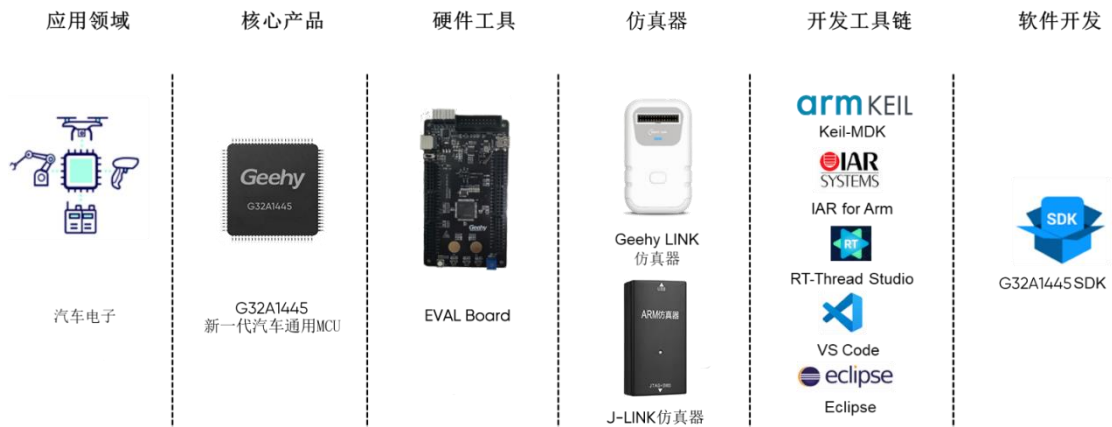 应用领域
核心产品
硬件工具
仿真器
开发工具链
软件开发
汽车电子
Geehy
G32A1445
G32A1445
新一代汽车通用MCU
Geehy
EVAL Board
Geehy LINK
仿真器
ARM仿真器
J-LINK仿真器
arm KEIL
Keil-MDK
IAR
SYSTEMS
IAR for Arm
RT
RT-Thread Studio
VS Code
eclipse
Eclipse
SDK
G32A1445 SDK